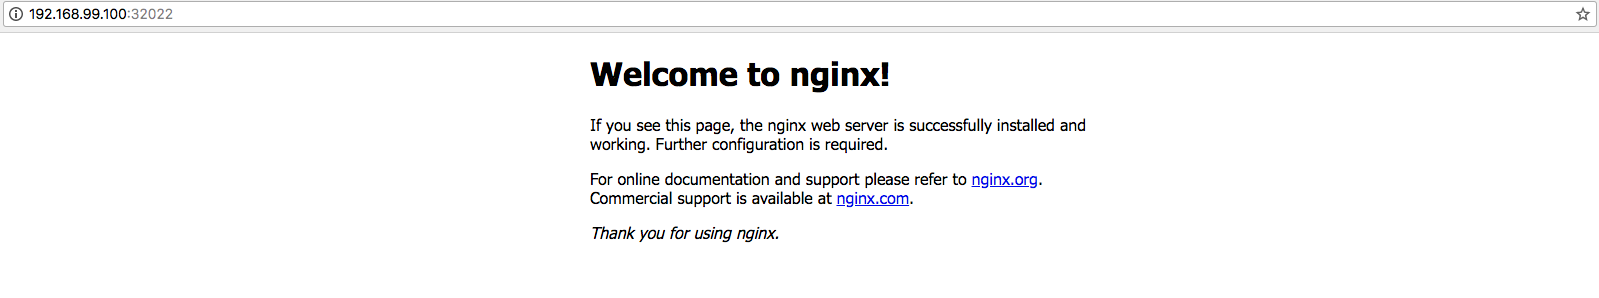 192.168.99.100:32022
Welcome to nginx!
If you see this page, the nginx web server is successfully installed and
working. Further configuration is required.
For online documentation and support please refer to nginx.org.
Commercial support is available at nginx.com.
Thank you for using nginx.